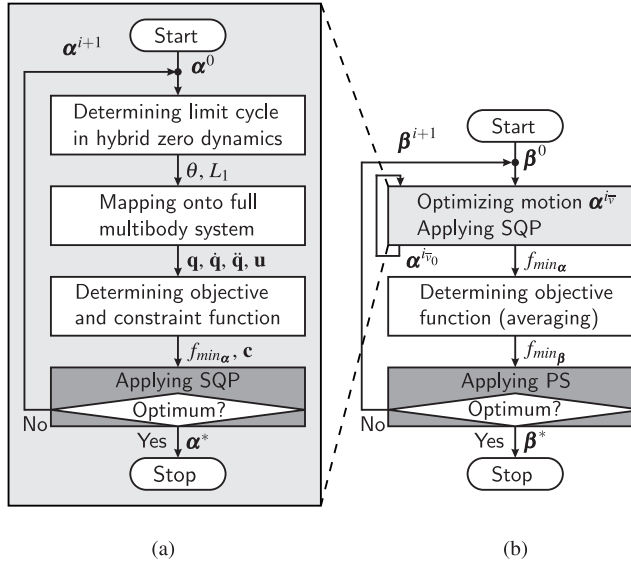 Start
𝜶^{i+1}
𝜶^0
Determining limit cycle
in hybrid zero dynamics
θ, L_1
Mapping onto full
multibody system
q, q̇, q̈, u
Determining objective
and constraint function
f_{min_𝜶}, c
Applying SQP
Optimum?
No
Yes
𝜶^*
Stop
(a)
Start
𝜷^{i+1}
𝜷^0
Optimizing motion 𝜶^{i_{v̅}}
Applying SQP
𝜶^{i_{v̅}_0}
f_{min_𝜶}
Determining objective
function (averaging)
f_{min_𝜷}
Applying PS
Optimum?
No
Yes
𝜷^*
Stop
(b)